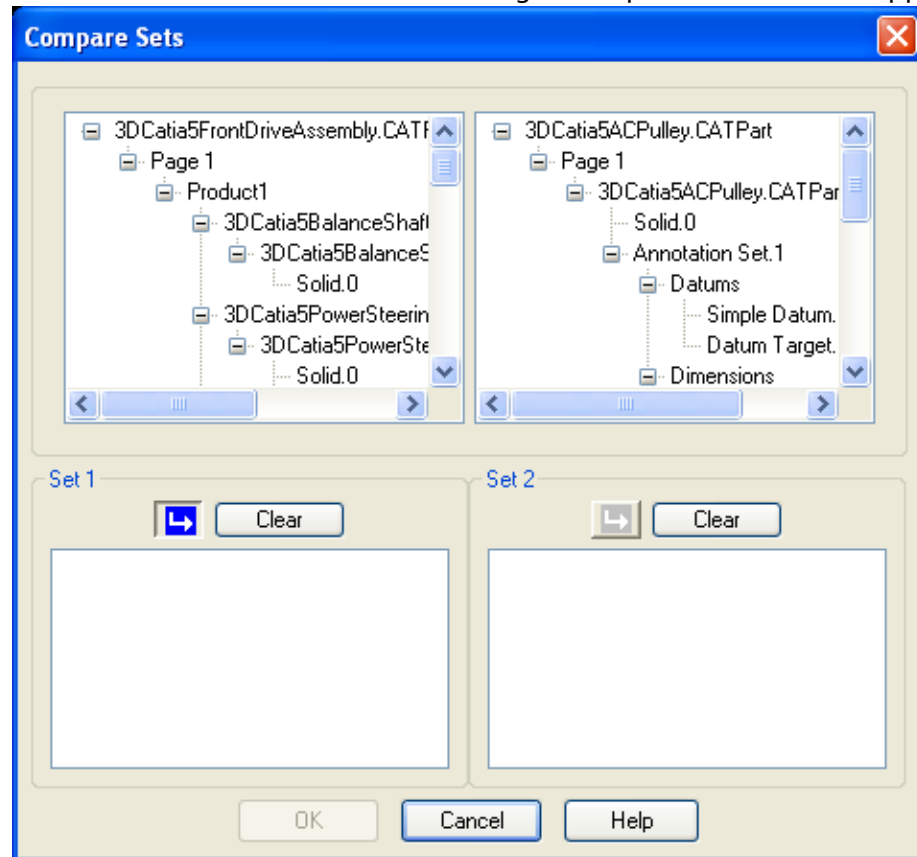 Compare Sets
3DCatia5FrontDriveAssembly.CATF
Page 1
Product1
3DCatia5BalanceShaft
3DCatia5BalanceS
Solid.0
3DCatia5PowerSteerin
3DCatia5PowerSte
Solid.0
3DCatia5ACPulley.CATPart
Page 1
3DCatia5ACPulley.CATPar
Solid.0
Annotation Set.1
Datums
Simple Datum.
Datum Target.
Dimensions
Set 1
Clear
Set 2
Clear
OK
Cancel
Help